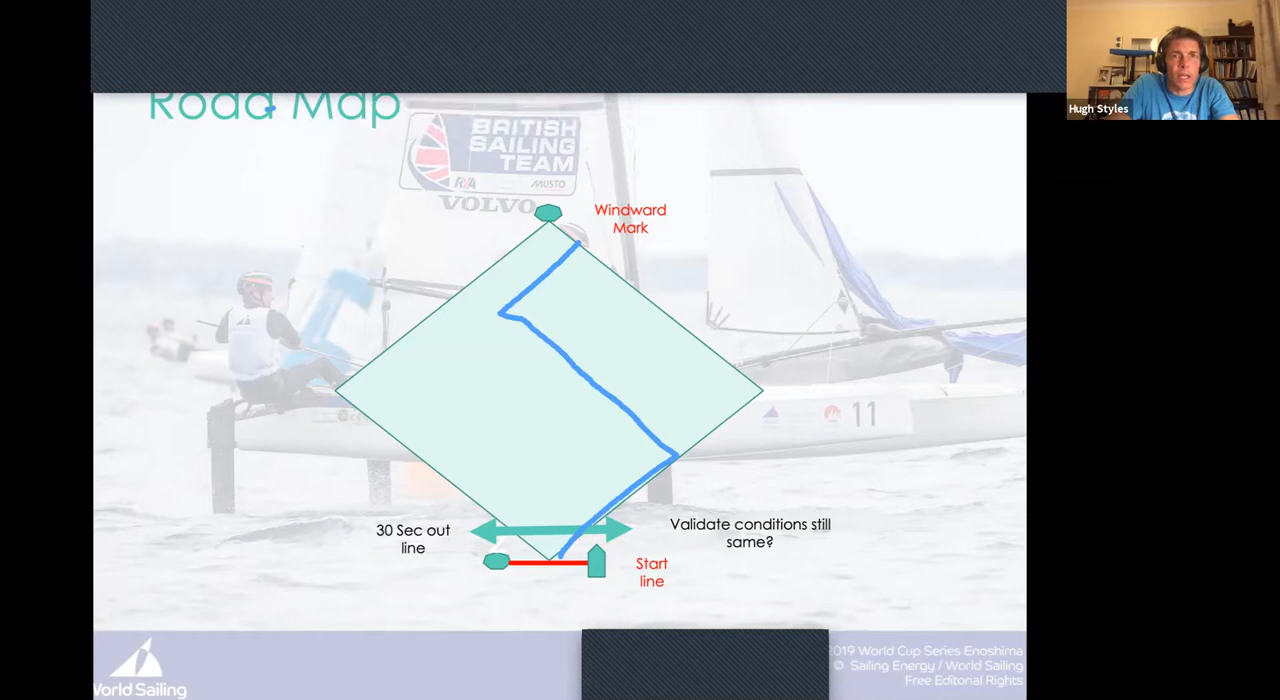 Road Map
Hugh Styles
BRITISH
SAILING
TEAM
RYA
MUSTO
VOLVO
Windward
Mark
11
30 Sec out
line
Validate conditions still
same?
Start
line
World Sailing
2019 World Cup Series Enoshima
© Sailing Energy / World Sailing
Free Editorial Rights